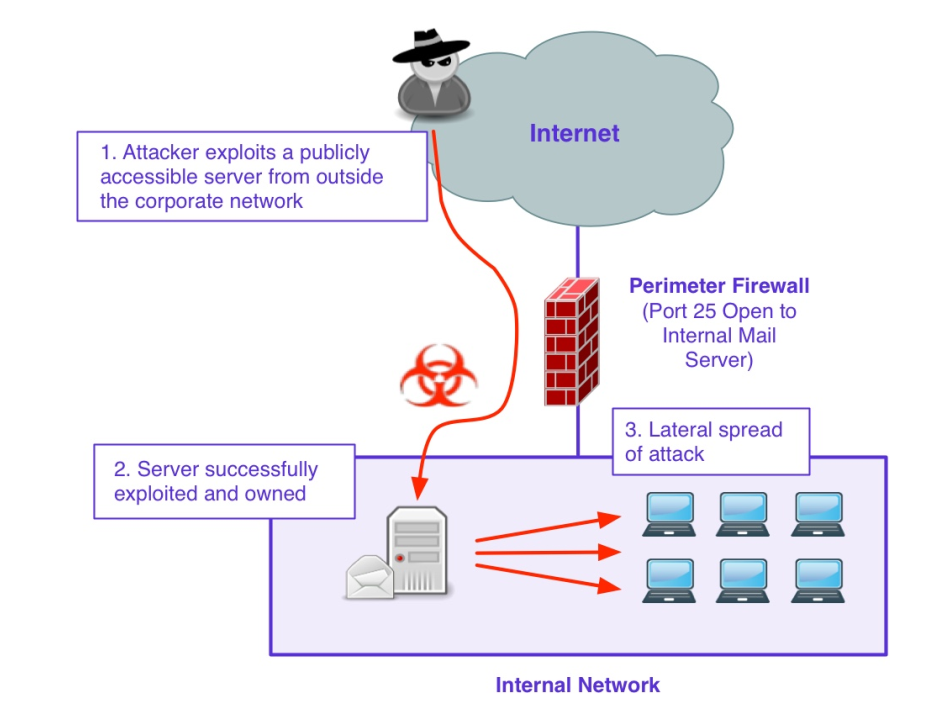 Internet
1. Attacker exploits a publicly
accessible server from outside
the corporate network
Perimeter Firewall
(Port 25 Open to
Internal Mail
Server)
3. Lateral spread
of attack
2. Server successfully
exploited and owned
Internal Network